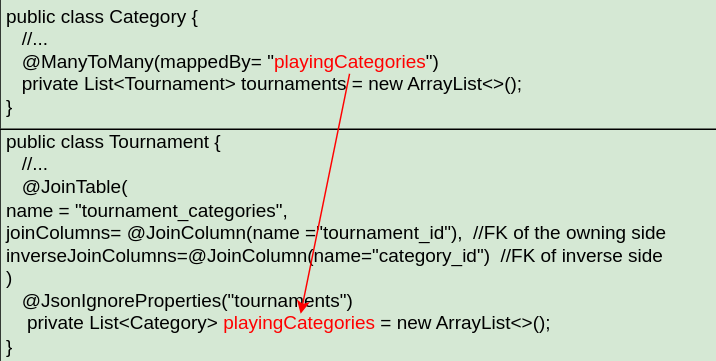 public class Category {
//...
@ManyToMany(mappedBy= "playingCategories")
private List<Tournament> tournaments = new ArrayList<>();
}
public class Tournament {
//...
@JoinTable(
name = "tournament_categories",
joinColumns= @JoinColumn(name ="tournament_id"), //FK of the owning side
inverseJoinColumns=@JoinColumn(name="category_id") //FK of inverse side
)
@JsonIgnoreProperties("tournaments")
private List<Category> playingCategories = new ArrayList<>();
}